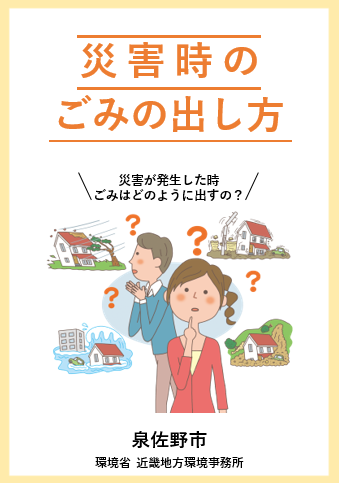 災害時の
ごみの出し方
災害が発生した時
ごみはどのように出すの？
?
?
?
?
泉佐野市
環境省 近畿地方環境事務所